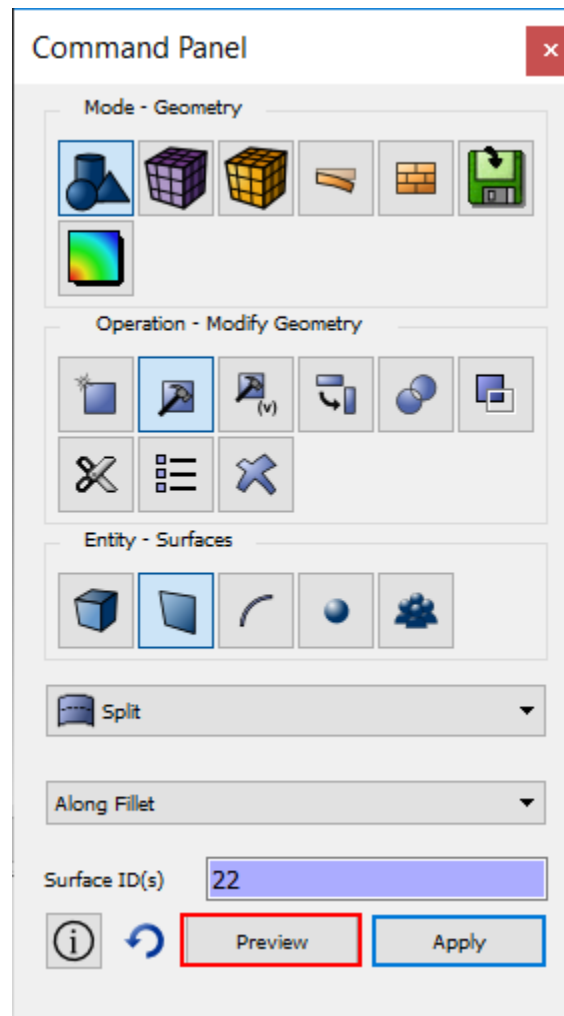 Command Panel
Mode - Geometry
Operation - Modify Geometry
(v)
Entity - Surfaces
Split
Along Fillet
Surface ID(s) 22
Preview Apply